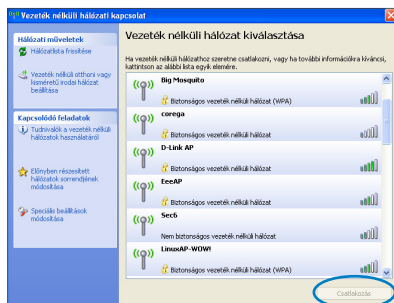 Vezeték nélküli hálózati kapcsolat
Hálózati műveletek
Hálózatlista frissítése
Vezeték nélküli otthoni vagy
kisméretű irodai hálózat
beállítása
Kapcsolódó feladatok
Tudnivalók a vezeték nélküli
hálózatok használatáról
Előnyben részesített
hálózatok sorrendjének
módosítása
Speciális beállítások
módosítása
Vezeték nélküli hálózat kiválasztása
Ha vezeték nélküli hálózathoz szeretne csatlakozni, vagy ha további információkra kíváncsi,
kattintson az alábbi lista egyik elemére.
Big Mosquito
Biztonságos vezeték nélküli hálózat (WPA)
corega
Biztonságos vezeték nélküli hálózat
D-Link AP
Biztonságos vezeték nélküli hálózat
EeeAP
Biztonságos vezeték nélküli hálózat
Sec6
Nem biztonságos vezeték nélküli hálózat
LinuxAP-WOW!
Biztonságos vezeték nélküli hálózat (WPA)
Csatlakozás